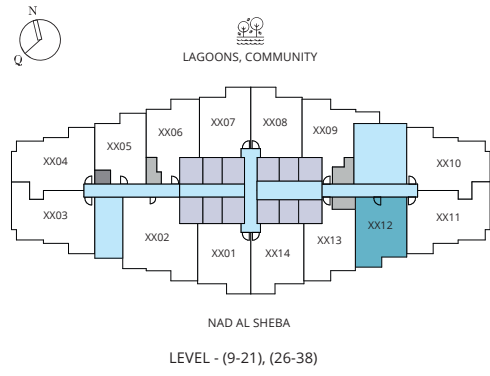 N
Q
LAGOONS, COMMUNITY
XX07 XX08
XX06 XX09
XX05
XX04 XX10
XX03 XX11
XX12
XX02 XX13
XX01 XX14
NAD AL SHEBA
LEVEL - (9-21), (26-38)